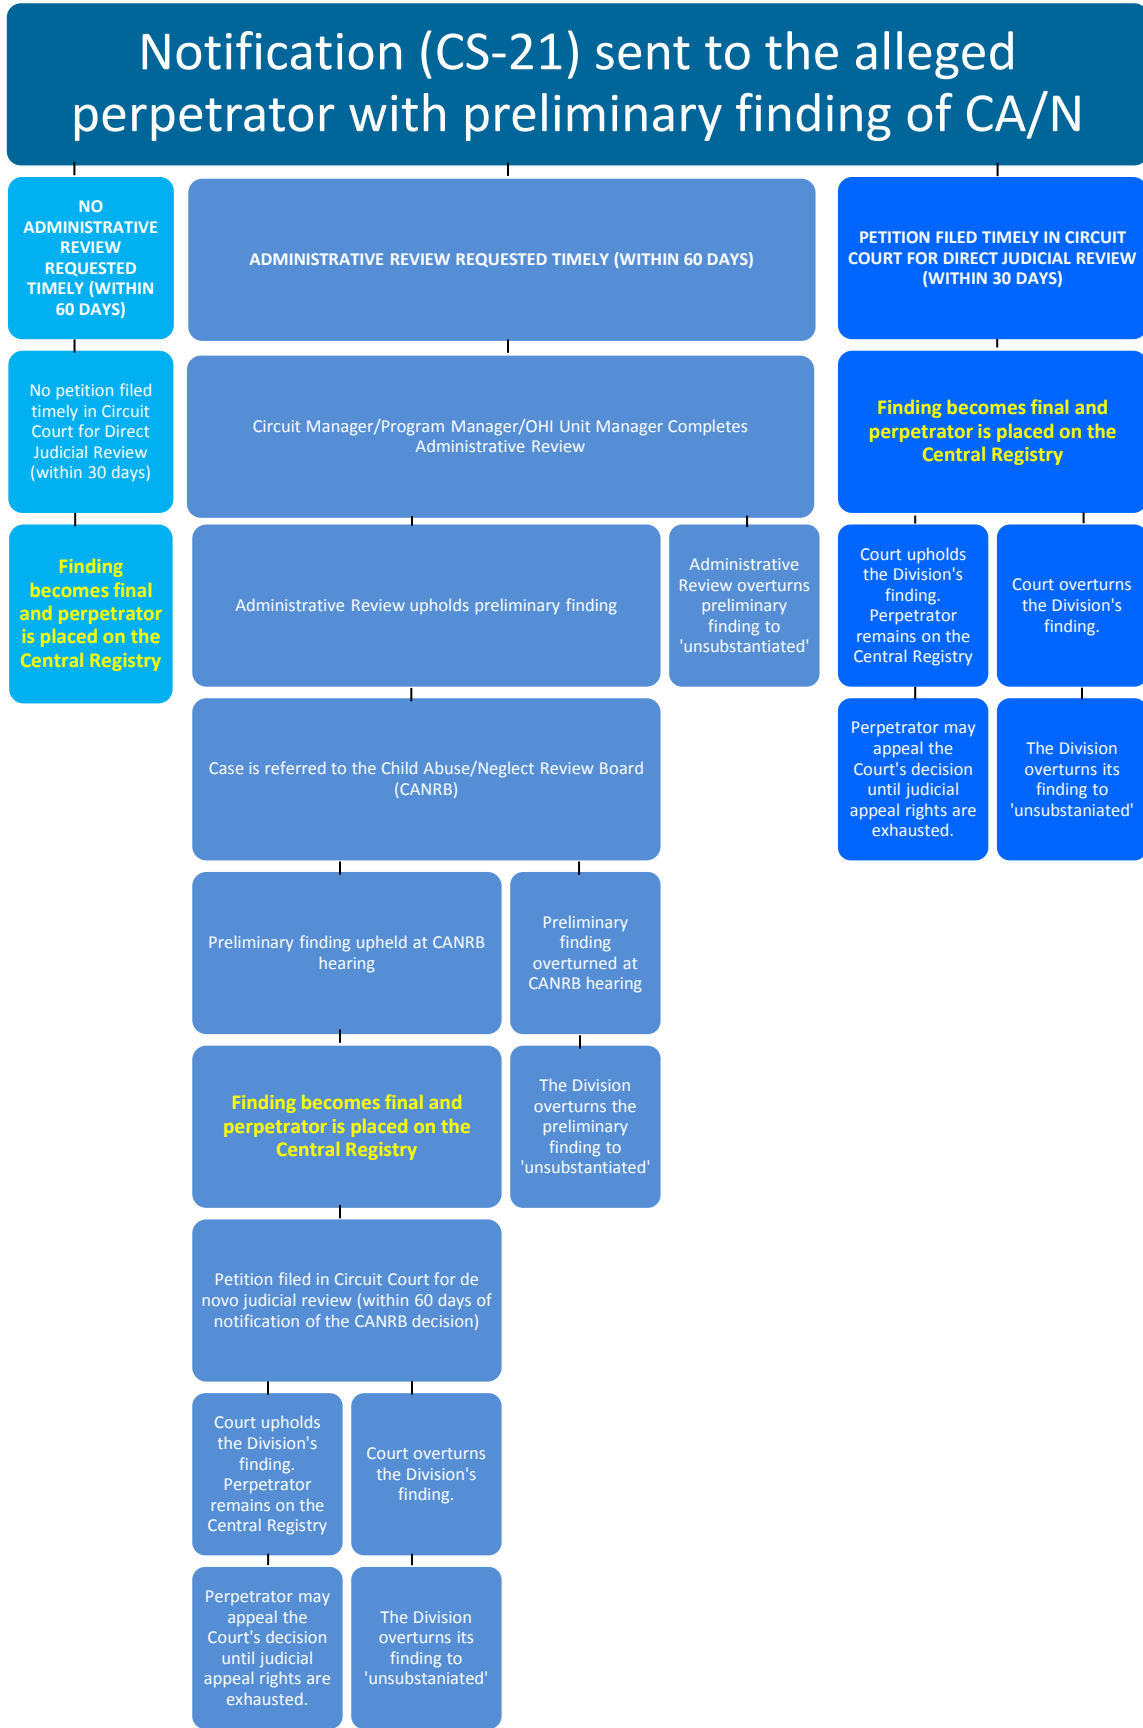 Notification (CS-21) sent to the alleged
perpetrator with preliminary finding of CA/N
NO
ADMINISTRATIVE
REVIEW
REQUESTED
TIMELY (WITHIN
60 DAYS)
No petition filed
timely in Circuit
Court for Direct
Judicial Review
(within 30 days)
Finding
becomes final
and perpetrator
is placed on the
Central Registry
ADMINISTRATIVE REVIEW REQUESTED TIMELY (WITHIN 60 DAYS)
Circuit Manager/Program Manager/OHI Unit Manager Completes
Administrative Review
Administrative Review upholds preliminary finding
Case is referred to the Child Abuse/Neglect Review Board
(CANRB)
Preliminary finding upheld at CANRB
hearing
Finding becomes final and
perpetrator is placed on the
Central Registry
Petition filed in Circuit Court for de
novo judicial review (within 60 days of
notification of the CANRB decision)
Court upholds
the Division's
finding.
Perpetrator
remains on the
Central Registry
Perpetrator may
appeal the
Court's decision
until judicial
appeal rights are
exhausted.
Court overturns
the Division's
finding.
The Division
overturns its
finding to
'unsubstaniated'
Preliminary
finding
overturned at
CANRB hearing
The Division
overturns the
preliminary
finding to
'unsubstantiated'
Administrative
Review overturns
preliminary
finding to
'unsubstantiated'
PETITION FILED TIMELY IN CIRCUIT
COURT FOR DIRECT JUDICIAL REVIEW
(WITHIN 30 DAYS)
Finding becomes final and
perpetrator is placed on the
Central Registry
Court upholds
the Division's
finding.
Perpetrator
remains on the
Central Registry
Perpetrator may
appeal the
Court's decision
until judicial
appeal rights are
exhausted.
Court overturns
the Division's
finding.
The Division
overturns its
finding to
'unsubstaniated'